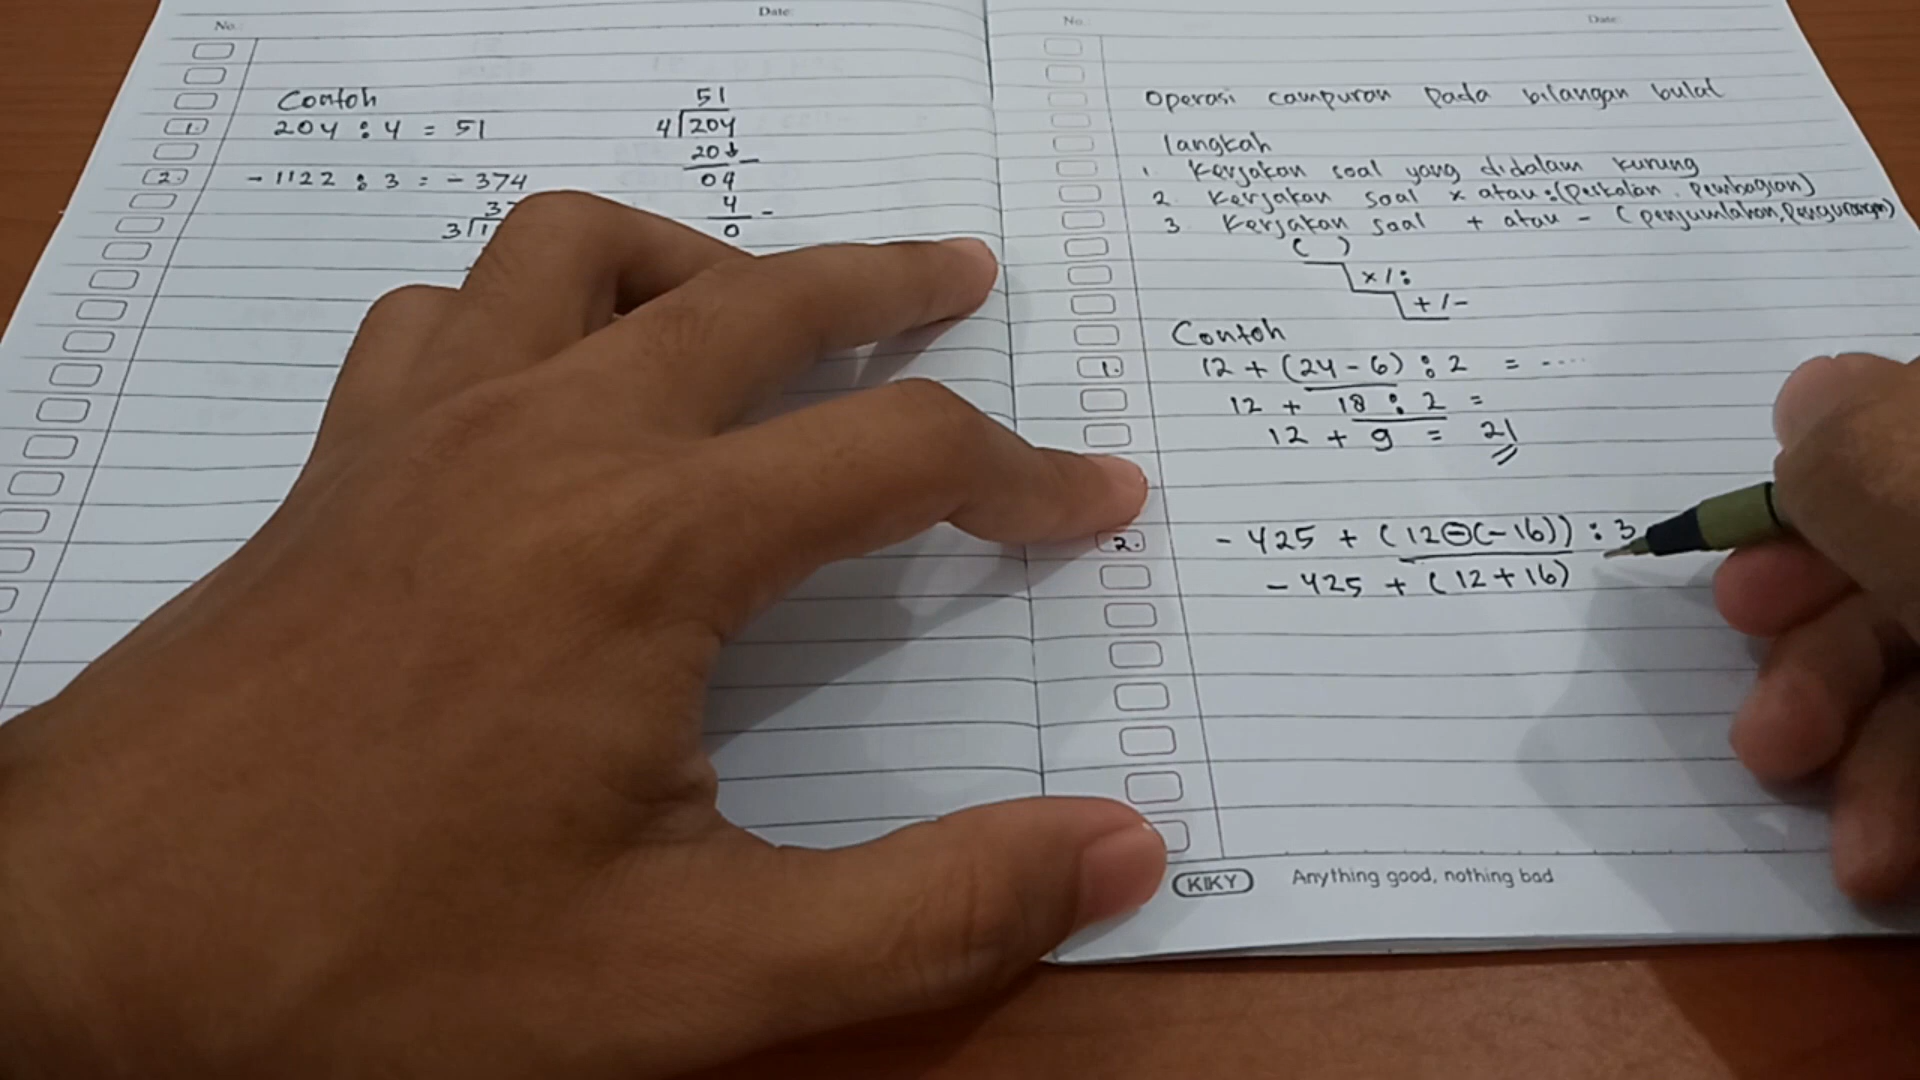 No.
Date:
Contoh
1. 204 : 4 = 51
51
4 204
20
04
4 -
0
2. - 1122 : 3 = - 374
3
No.
Date:
Operasi campuran pada bilangan bulat
langkah
1. Kerjakan soal yang didalam kurung
2. Kerjakan soal x atau : (Perkalian, Pembagian)
3. Kerjakan soal + atau - (penjumlahan, Pengurangan)
( )
x / :
+ / -
Contoh
1. 12 + (24 - 6) : 2 = ....
12 + 18 : 2 =
12 + 9 = 21
2. - 425 + (12 - (- 16)) : 3
- 425 + (12 + 16)
KIKY Anything good, nothing bad